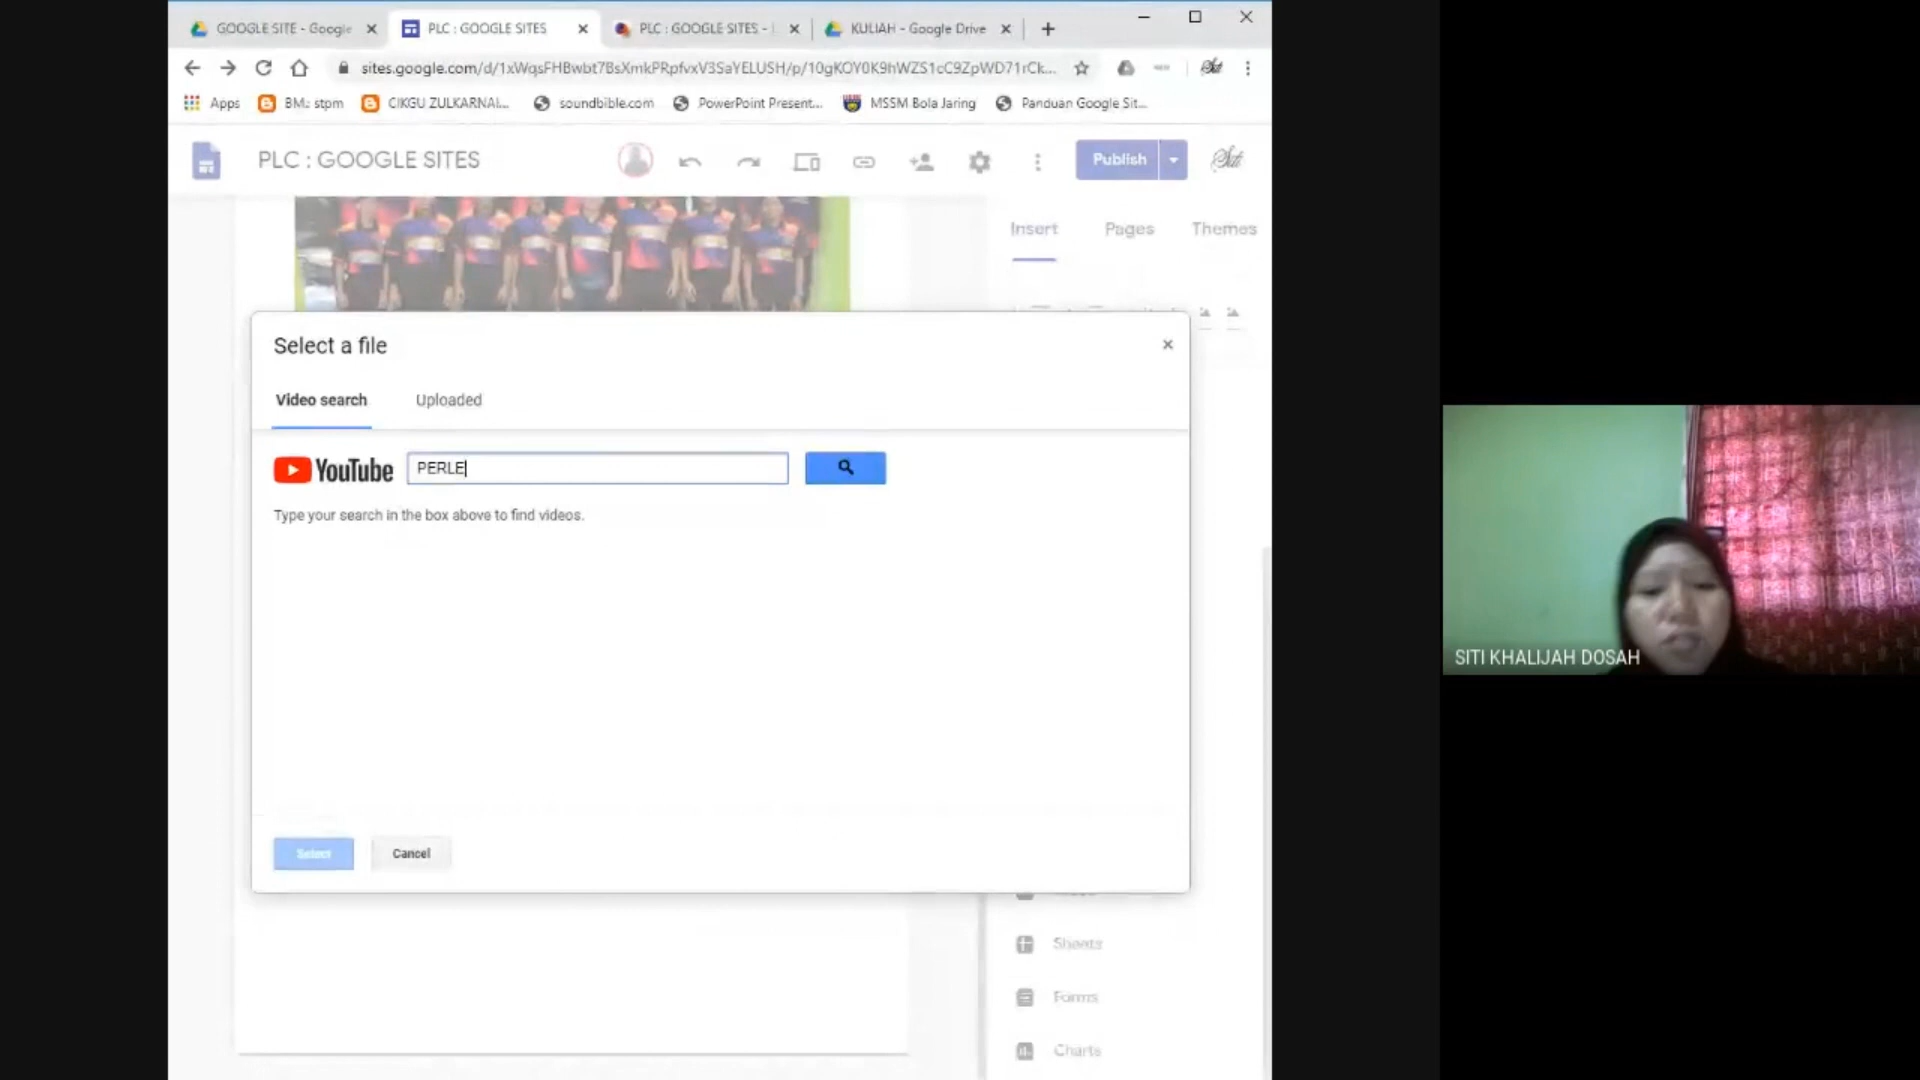 GOOGLE SITE - Google
PLC : GOOGLE SITES
PLC : GOOGLE SITES -
KULIAH - Google Drive
sites.google.com/d/1xWqsFHBwbt7BsXmkPRpfvxV3SaYELUSH/p/10gKOY0K9hWZS1cC9ZpWD71rCk...
Apps
BM: stpm
CIKGU ZULKARNAI...
soundbible.com
PowerPoint Present...
MSSM Bola Jaring
Panduan Google Sit...
PLC : GOOGLE SITES
Publish
Insert
Pages
Themes
Select a file
Video search
Uploaded
YouTube
PERLE
Type your search in the box above to find videos.
Select
Cancel
Sheets
Forms
Charts
SITI KHALIJAH DOSAH